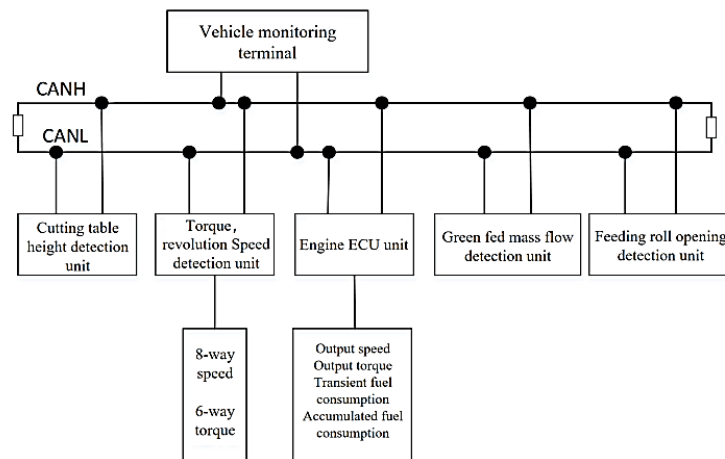 Vehicle monitoring
terminal
CANH
CANL
Cutting table
height detection
unit
Torque,
revolution Speed
detection unit
Engine ECU unit
Green fed mass flow
detection unit
Feeding roll opening
detection unit
8-way
speed
6-way
torque
Output speed
Output torque
Transient fuel
consumption
Accumulated fuel
consumption